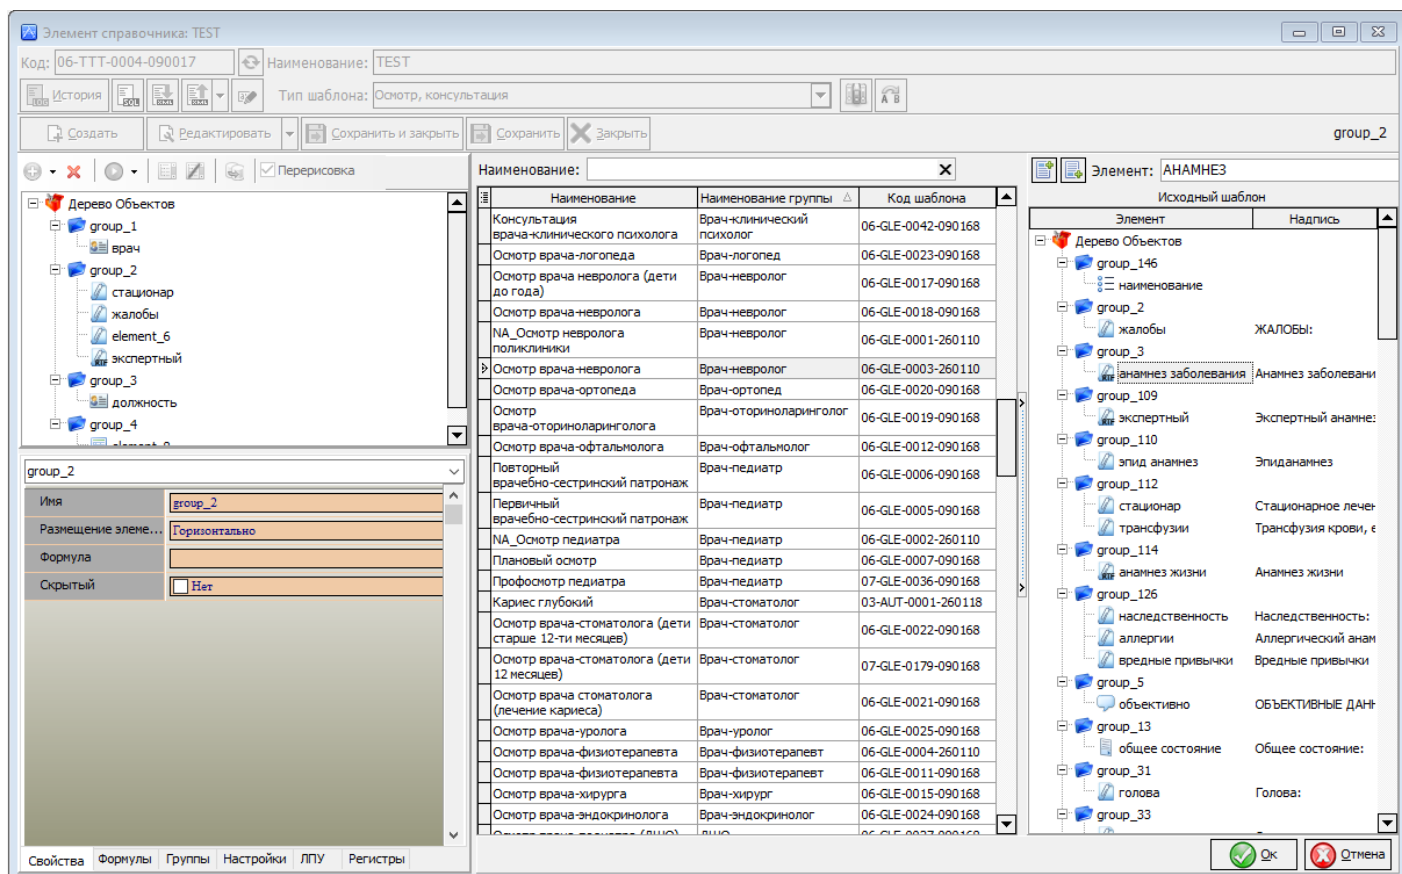 Элемент справочника: TEST
Код: 06-ТТТ-0004-090017 Наименование: TEST
История Тип шаблона: Осмотр, консультация
Создать Редактировать Сохранить и закрыть Сохранить Закрыть group_2
Перерисовка
Дерево Объектов
group_1
врач
group_2
стационар
жалобы
element_6
экспертный
group_3
должность
group_4
group_2
Имя group_2
Размещение элеме... Горизонтально
Формула
Скрытый Нет
Свойства Формулы Группы Настройки ЛПУ Регистры
Наименование:
Наименование Наименование группы Код шаблона
Консультация врача-клинического психолога Врач-клинический психолог 06-GLE-0042-090168
Осмотр врача-логопеда Врач-логопед 06-GLE-0023-090168
Осмотр врача невролога (дети до года) Врач-невролог 06-GLE-0017-090168
Осмотр врача-невролога Врач-невролог 06-GLE-0018-090168
NA_Осмотр невролога поликлиники Врач-невролог 06-GLE-0001-260110
Осмотр врача-невролога Врач-невролог 06-GLE-0003-260110
Осмотр врача-ортопеда Врач-ортопед 06-GLE-0020-090168
Осмотр врача-оториноларинголога Врач-оториноларинголог 06-GLE-0019-090168
Осмотр врача-офтальмолога Врач-офтальмолог 06-GLE-0012-090168
Повторный врачебно-сестринский патронаж Врач-педиатр 06-GLE-0006-090168
Первичный врачебно-сестринский патронаж Врач-педиатр 06-GLE-0005-090168
NA_Осмотр педиатра Врач-педиатр 06-GLE-0002-260110
Плановый осмотр Врач-педиатр 06-GLE-0007-090168
Профосмотр педиатра Врач-педиатр 07-GLE-0036-090168
Кариес глубокий Врач-стоматолог 03-AUT-0001-260118
Осмотр врача-стоматолога (дети старше 12-ти месяцев) Врач-стоматолог 06-GLE-0022-090168
Осмотр врача-стоматолога (дети 12 месяцев) Врач-стоматолог 07-GLE-0179-090168
Осмотр врача стоматолога (лечение кариеса) Врач-стоматолог 06-GLE-0021-090168
Осмотр врача-уролога Врач-уролог 06-GLE-0025-090168
Осмотр врача-физиотерапевта Врач-физиотерапевт 06-GLE-0004-260110
Осмотр врача-физиотерапевта Врач-физиотерапевт 06-GLE-0011-090168
Осмотр врача-хирурга Врач-хирург 06-GLE-0015-090168
Осмотр врача-эндокринолога Врач-эндокринолог 06-GLE-0024-090168
Элемент: АНАМНЕЗ
Исходный шаблон
Элемент Надпись
Дерево Объектов
group_146
наименование
group_2
жалобы ЖАЛОБЫ:
group_3
анамнез заболевания Анамнез заболевани
group_109
экспертный Экспертный анамнез
group_110
эпид анамнез Эпиданамнез
group_112
стационар Стационарное лечен
трансфузии Трансфузия крови, е
group_114
анамнез жизни Анамнез жизни
group_126
наследственность Наследственность:
аллергии Аллергический анам
вредные привычки Вредные привычки
group_5
объективно ОБЪЕКТИВНЫЕ ДАНН
group_13
общее состояние Общее состояние:
group_31
голова Голова:
group_33
Ок Отмена